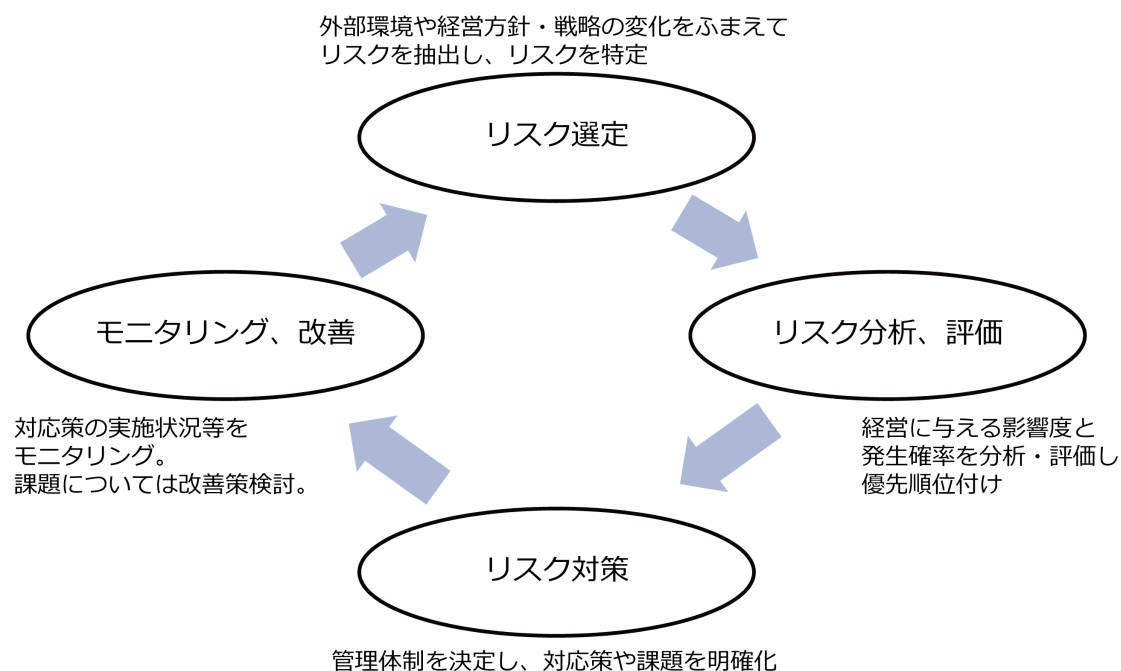 外部環境や経営方針・戦略の変化をふまえて
リスクを抽出し、リスクを特定
リスク選定
モニタリング、改善
リスク分析、評価
対応策の実施状況等を
モニタリング。
課題については改善策検討。
経営に与える影響度と
発生確率を分析・評価し
優先順位付け
リスク対策
管理体制を決定し、対応策や課題を明確化